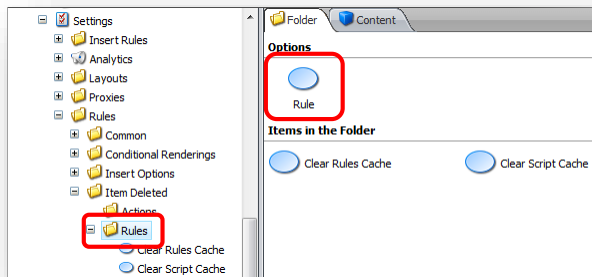 Settings
Insert Rules
Analytics
Layouts
Proxies
Rules
Common
Conditional Renderings
Insert Options
Item Deleted
Actions
Rules
Clear Rules Cache
Clear Script Cache
Folder
Content
Options
Rule
Items in the Folder
Clear Rules Cache
Clear Script Cache